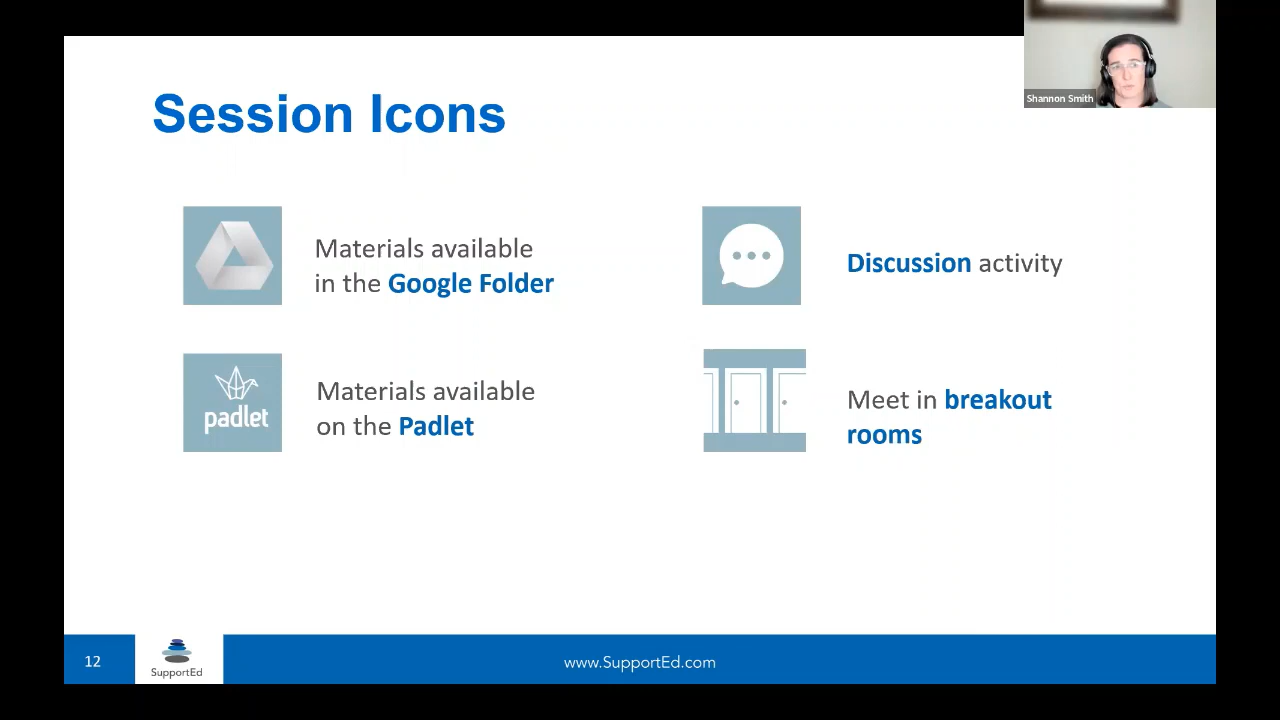 Shannon Smith
Session Icons
Materials available
in the Google Folder
Discussion activity
padlet
Materials available
on the Padlet
Meet in breakout
rooms
12
SupportEd
www.SupportEd.com